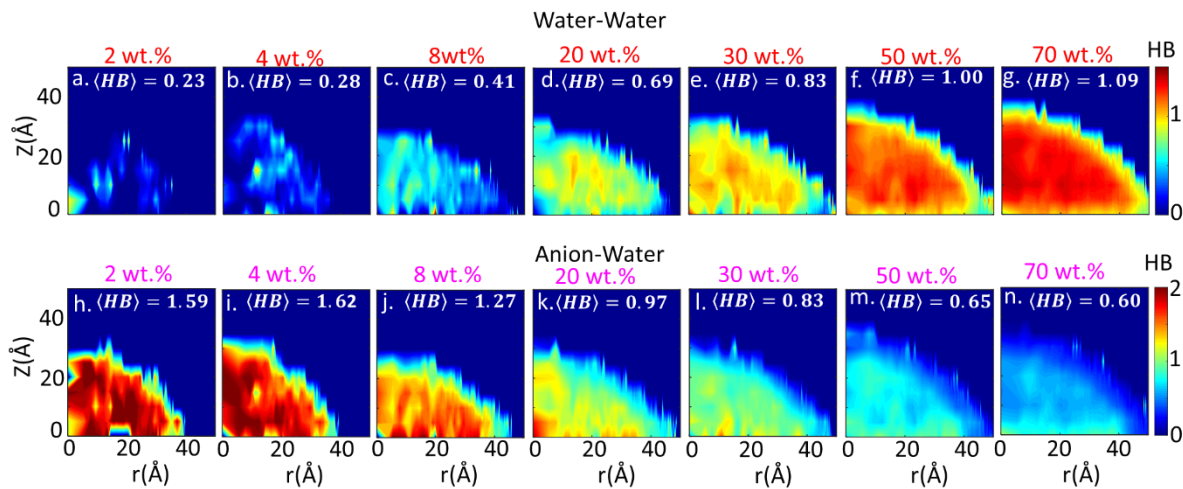 Water-Water
2 wt.% 4 wt.% 8wt% 20 wt.% 30 wt.% 50 wt.% 70 wt.% HB
a. ⟨HB⟩ = 0.23 b. ⟨HB⟩ = 0.28 c. ⟨HB⟩ = 0.41 d. ⟨HB⟩ = 0.69 e. ⟨HB⟩ = 0.83 f. ⟨HB⟩ = 1.00 g. ⟨HB⟩ = 1.09
40
Z(Å)
20
0
1
0
Anion-Water
2 wt.% 4 wt.% 8 wt.% 20 wt.% 30 wt.% 50 wt.% 70 wt.% HB
h. ⟨HB⟩ = 1.59 i. ⟨HB⟩ = 1.62 j. ⟨HB⟩ = 1.27 k. ⟨HB⟩ = 0.97 l. ⟨HB⟩ = 0.83 m. ⟨HB⟩ = 0.65 n. ⟨HB⟩ = 0.60
40
Z(Å)
20
0
2
1
0
0 20 40 0 20 40 0 20 40 0 20 40 0 20 40 0 20 40 0 20 40
r(Å) r(Å) r(Å) r(Å) r(Å) r(Å) r(Å)